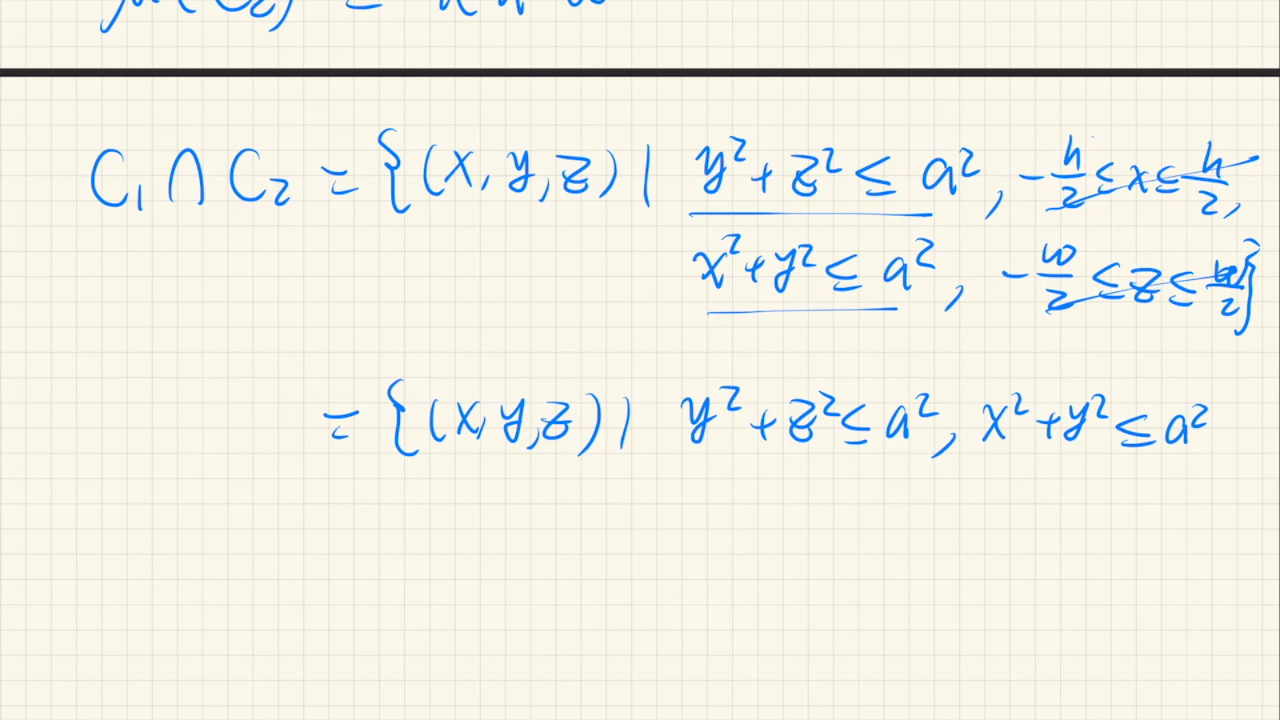 C₁ ∩ C₂ = {(x, y, z) | y² + z² ≤ a², -h/2 ≤ x ≤ h/2,
x² + y² ≤ a², -w/2 ≤ z ≤ w/2}
= {(x, y, z) | y² + z² ≤ a², x² + y² ≤ a²